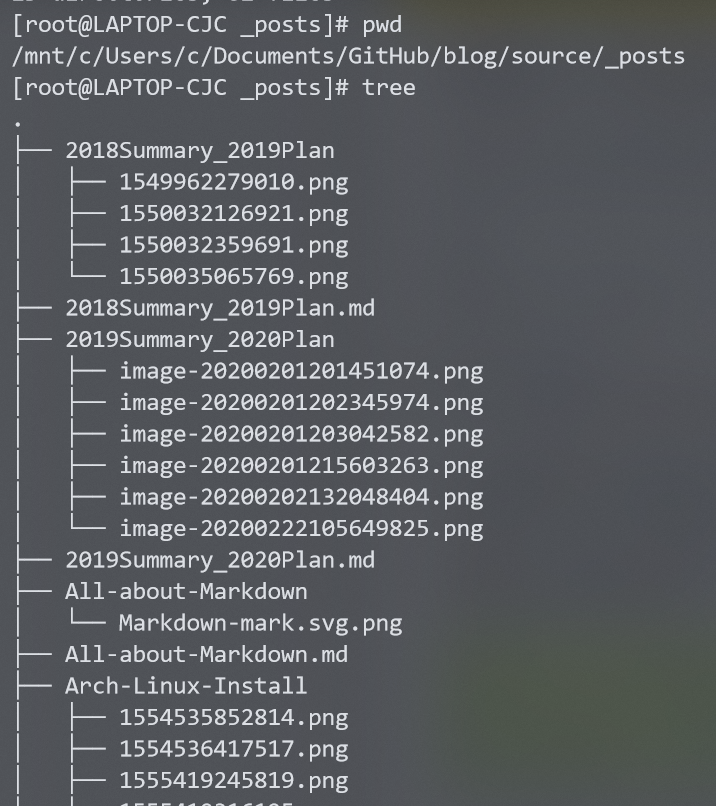 [root@LAPTOP-CJC _posts]# pwd
/mnt/c/Users/c/Documents/GitHub/blog/source/_posts
[root@LAPTOP-CJC _posts]# tree
.
├── 2018Summary_2019Plan
│   ├── 1549962279010.png
│   ├── 1550032126921.png
│   ├── 1550032359691.png
│   └── 1550035065769.png
├── 2018Summary_2019Plan.md
├── 2019Summary_2020Plan
│   ├── image-20200201201451074.png
│   ├── image-20200201202345974.png
│   ├── image-20200201203042582.png
│   ├── image-20200201215603263.png
│   ├── image-20200202132048404.png
│   └── image-20200222105649825.png
├── 2019Summary_2020Plan.md
├── All-about-Markdown
│   └── Markdown-mark.svg.png
├── All-about-Markdown.md
├── Arch-Linux-Install
│   ├── 1554535852814.png
│   ├── 1554536417517.png
│   ├── 1555419245819.png